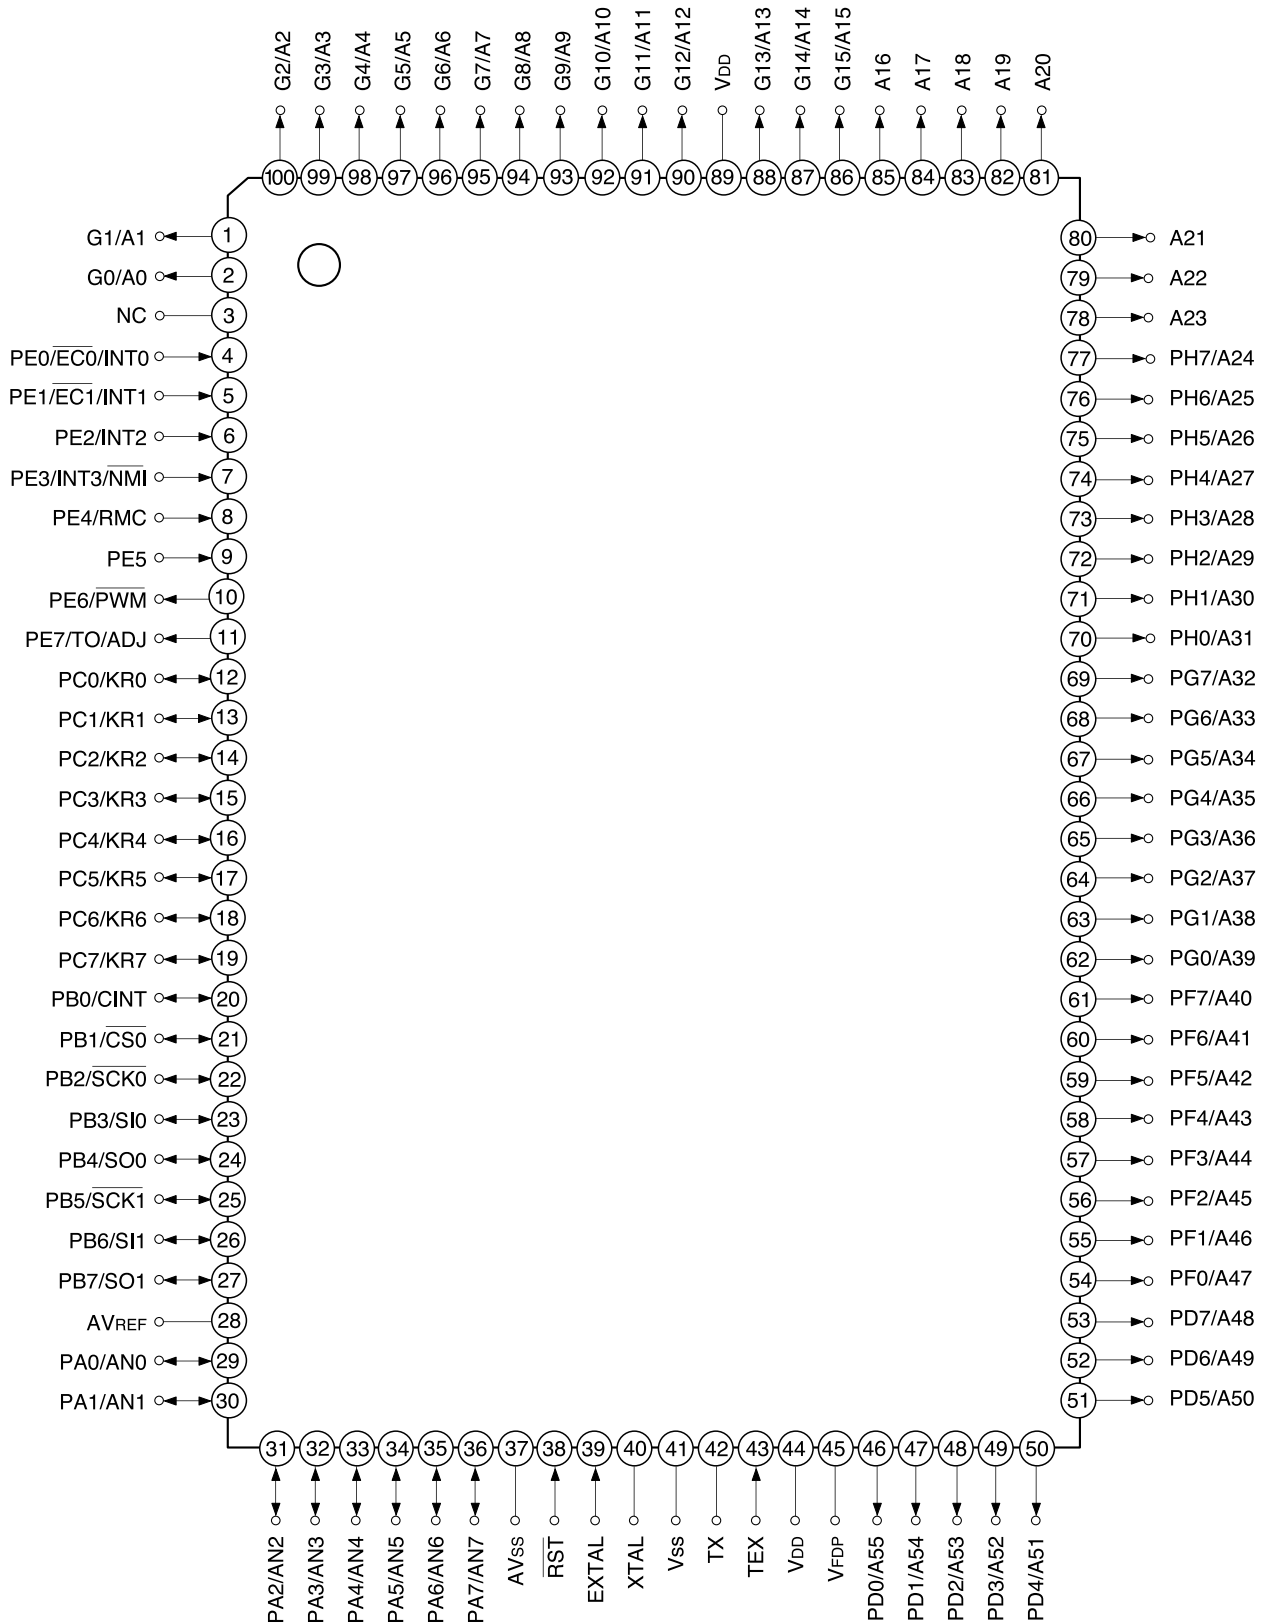 G2/A2
G3/A3
G4/A4
G5/A5
G6/A6
G7/A7
G8/A8
G9/A9
G10/A10
G11/A11
G12/A12
VDD
G13/A13
G14/A14
G15/A15
A16
A17
A18
A19
A20
100 99 98 97 96 95 94 93 92 91 90 89 88 87 86 85 84 83 82 81
G1/A1 1
G0/A0 2
NC 3
PE0/EC0/INT0 4
PE1/EC1/INT1 5
PE2/INT2 6
PE3/INT3/NMI 7
PE4/RMC 8
PE5 9
PE6/PWM 10
PE7/TO/ADJ 11
PC0/KR0 12
PC1/KR1 13
PC2/KR2 14
PC3/KR3 15
PC4/KR4 16
PC5/KR5 17
PC6/KR6 18
PC7/KR7 19
PB0/CINT 20
PB1/CS0 21
PB2/SCK0 22
PB3/SI0 23
PB4/SO0 24
PB5/SCK1 25
PB6/SI1 26
PB7/SO1 27
AVREF 28
PA0/AN0 29
PA1/AN1 30
80 A21
79 A22
78 A23
77 PH7/A24
76 PH6/A25
75 PH5/A26
74 PH4/A27
73 PH3/A28
72 PH2/A29
71 PH1/A30
70 PH0/A31
69 PG7/A32
68 PG6/A33
67 PG5/A34
66 PG4/A35
65 PG3/A36
64 PG2/A37
63 PG1/A38
62 PG0/A39
61 PF7/A40
60 PF6/A41
59 PF5/A42
58 PF4/A43
57 PF3/A44
56 PF2/A45
55 PF1/A46
54 PF0/A47
53 PD7/A48
52 PD6/A49
51 PD5/A50
31 32 33 34 35 36 37 38 39 40 41 42 43 44 45 46 47 48 49 50
PA2/AN2
PA3/AN3
PA4/AN4
PA5/AN5
PA6/AN6
PA7/AN7
AVSS
RST
EXTAL
XTAL
VSS
TX
TEX
VDD
VFDP
PD0/A55
PD1/A54
PD2/A53
PD3/A52
PD4/A51